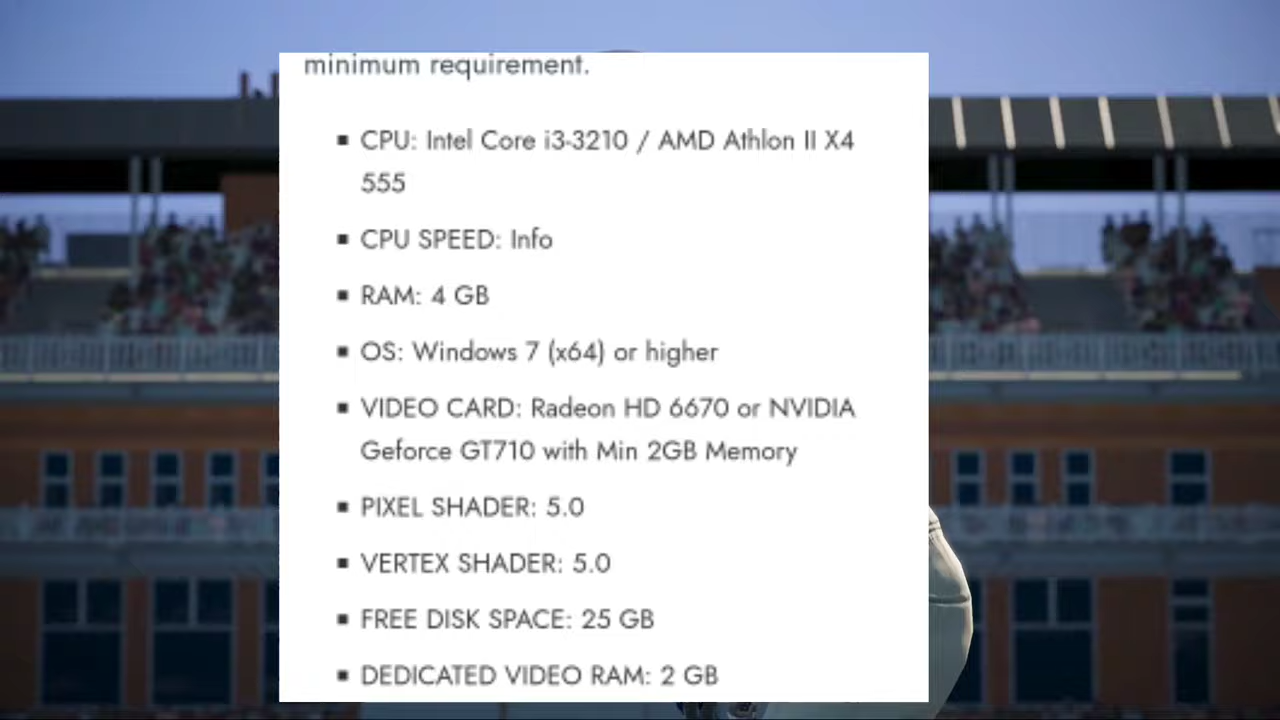 minimum requirement.
▪ CPU: Intel Core i3-3210 / AMD Athlon II X4
555
▪ CPU SPEED: Info
▪ RAM: 4 GB
▪ OS: Windows 7 (x64) or higher
▪ VIDEO CARD: Radeon HD 6670 or NVIDIA
Geforce GT710 with Min 2GB Memory
▪ PIXEL SHADER: 5.0
▪ VERTEX SHADER: 5.0
▪ FREE DISK SPACE: 25 GB
▪ DEDICATED VIDEO RAM: 2 GB